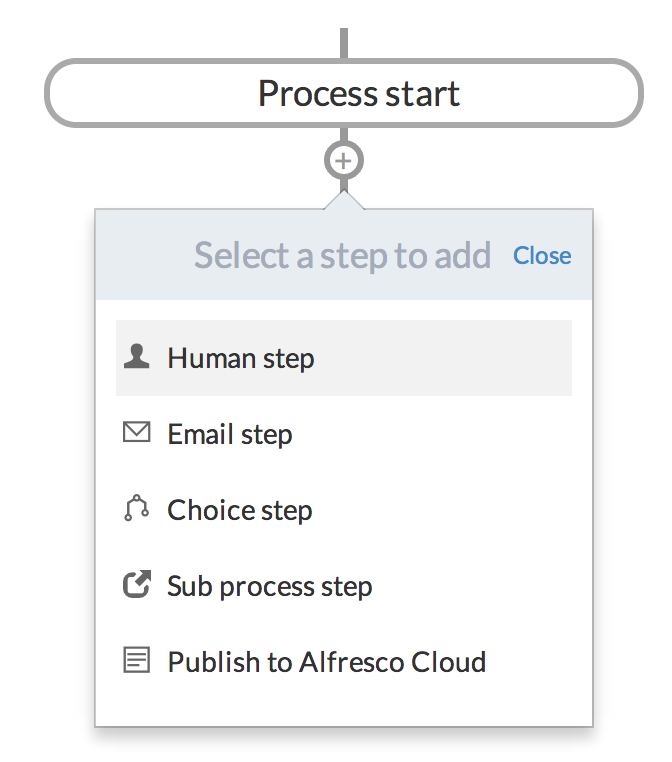 Process start
Select a step to add Close
Human step
Email step
Choice step
Sub process step
Publish to Alfresco Cloud